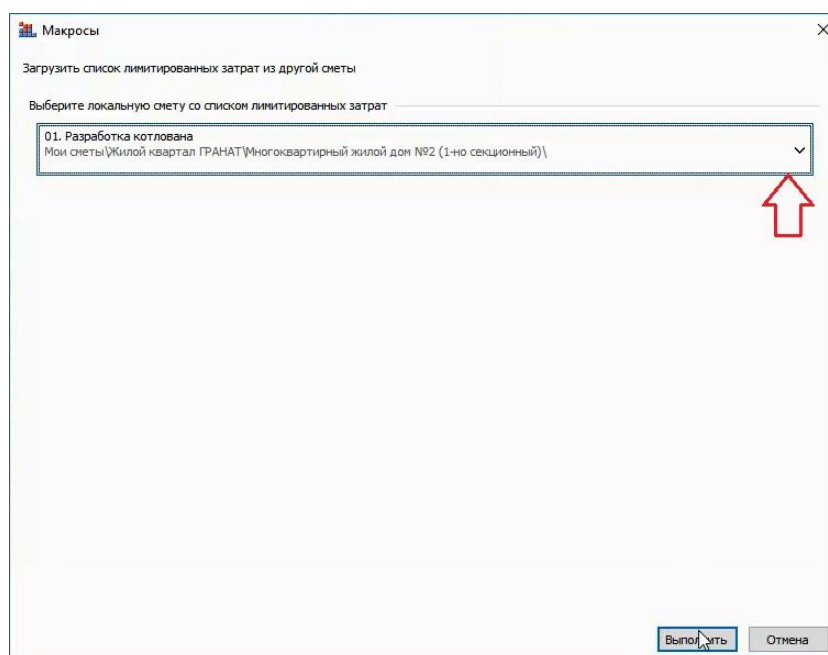 Макросы
Загрузить список лимитированных затрат из другой сметы
Выберите локальную смету со списком лимитированных затрат
01. Разработка котлована
Мои сметы\Жилой квартал ГРАНАТ\Многоквартирный жилой дом №2 (1-но секционный)\
Выполнить Отмена